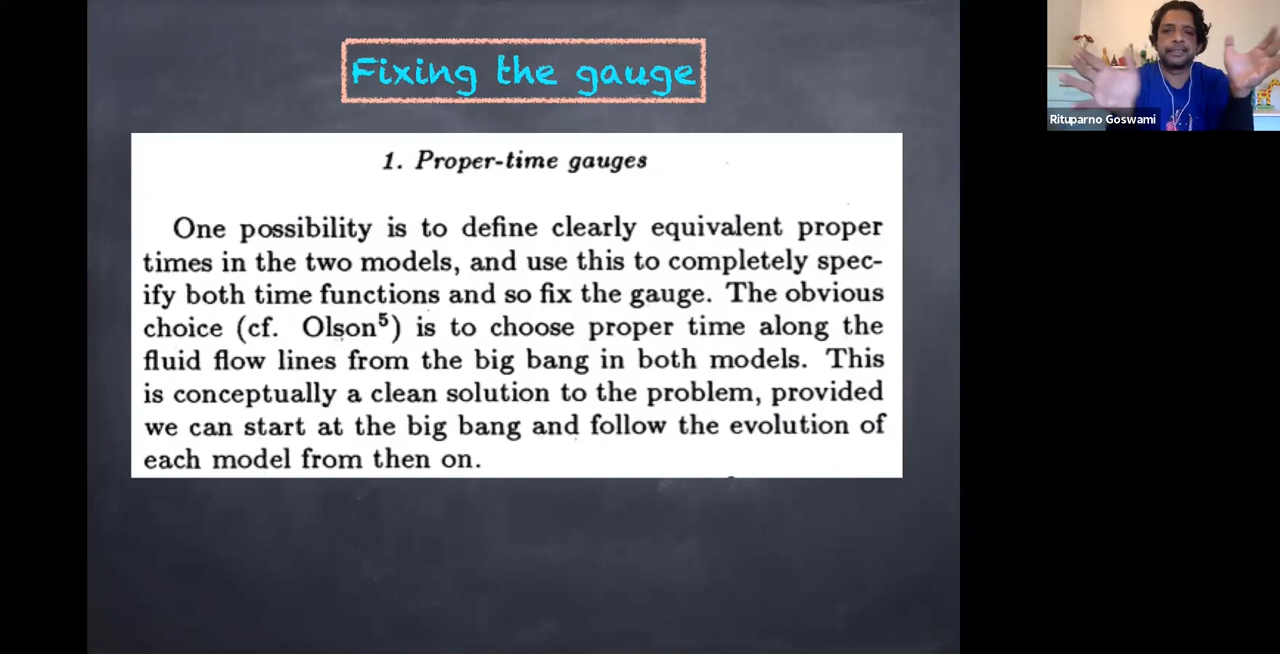 Fixing the gauge
Rituparno Goswami
1. Proper-time gauges
One possibility is to define clearly equivalent proper
times in the two models, and use this to completely spec-
ify both time functions and so fix the gauge. The obvious
choice (cf. Olson⁵) is to choose proper time along the
fluid flow lines from the big bang in both models. This
is conceptually a clean solution to the problem, provided
we can start at the big bang and follow the evolution of
each model from then on.